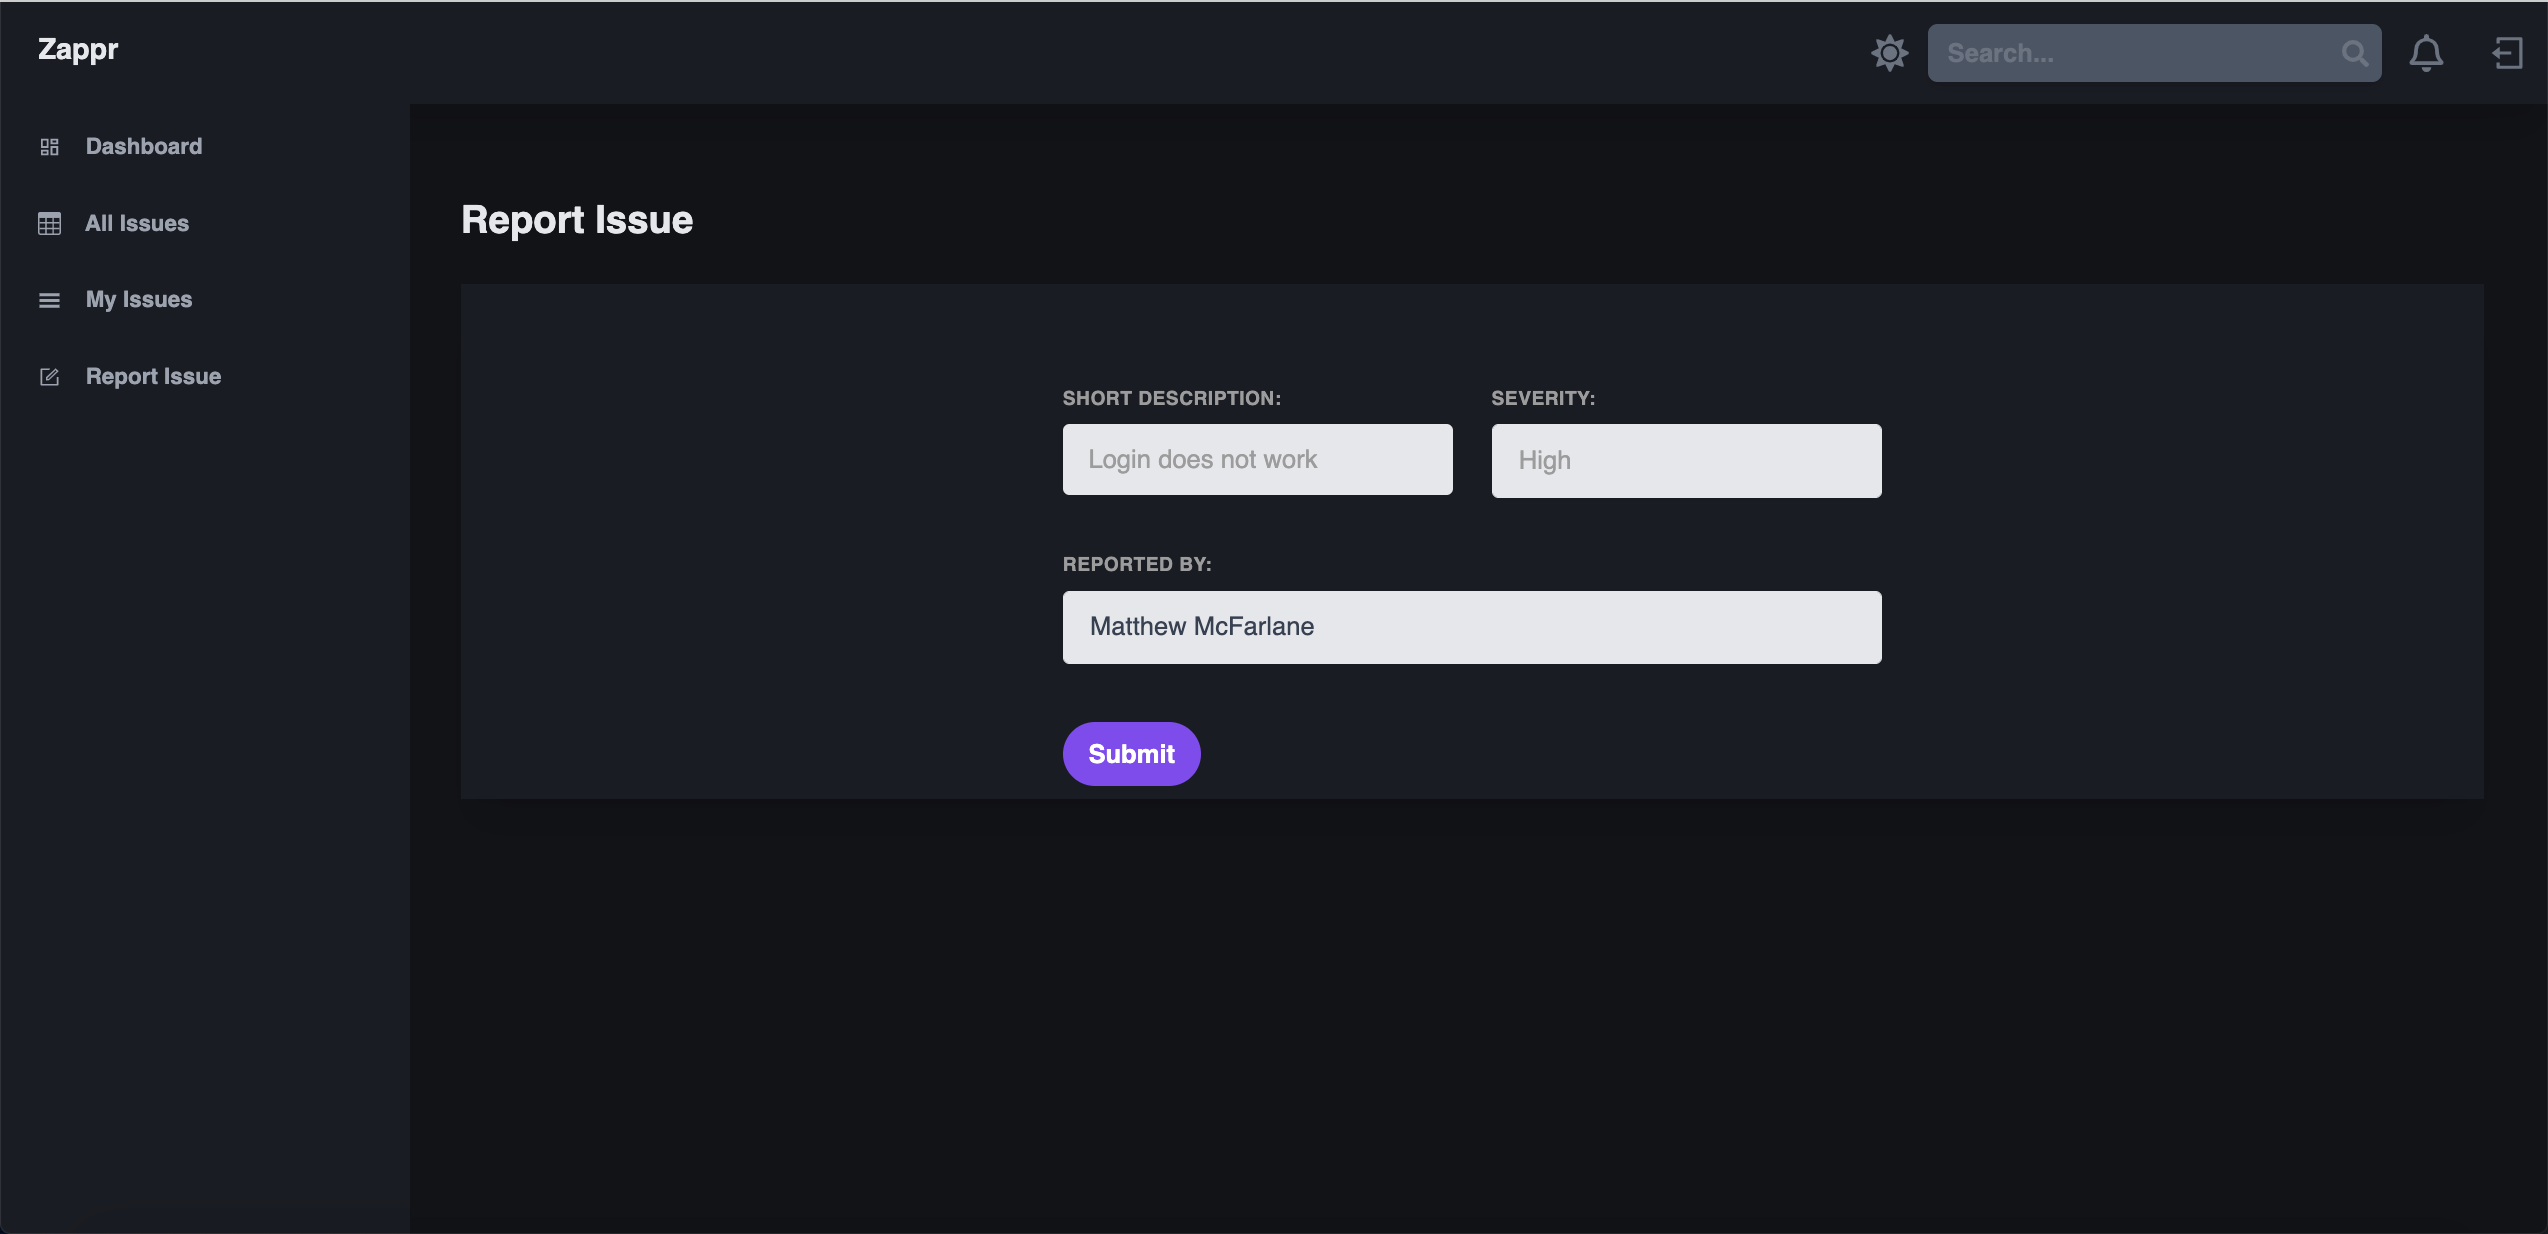 Zappr
Search...
Dashboard
All Issues
My Issues
Report Issue
Report Issue
SHORT DESCRIPTION:
SEVERITY:
Login does not work
High
REPORTED BY:
Matthew McFarlane
Submit